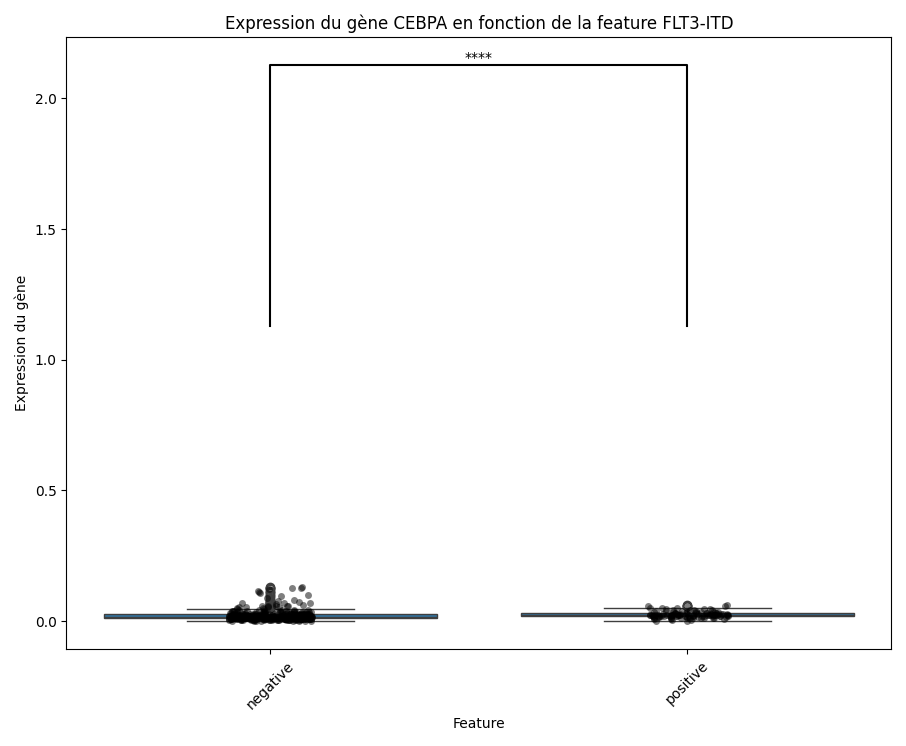 Expression du gène CEBPA en fonction de la feature FLT3-ITD
****
2.0
1.5
1.0
0.5
0.0
Expression du gène
negative
positive
Feature